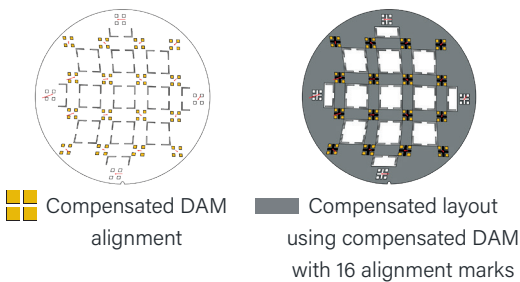 Compensated DAM
alignment
Compensated layout
using compensated DAM
with 16 alignment marks